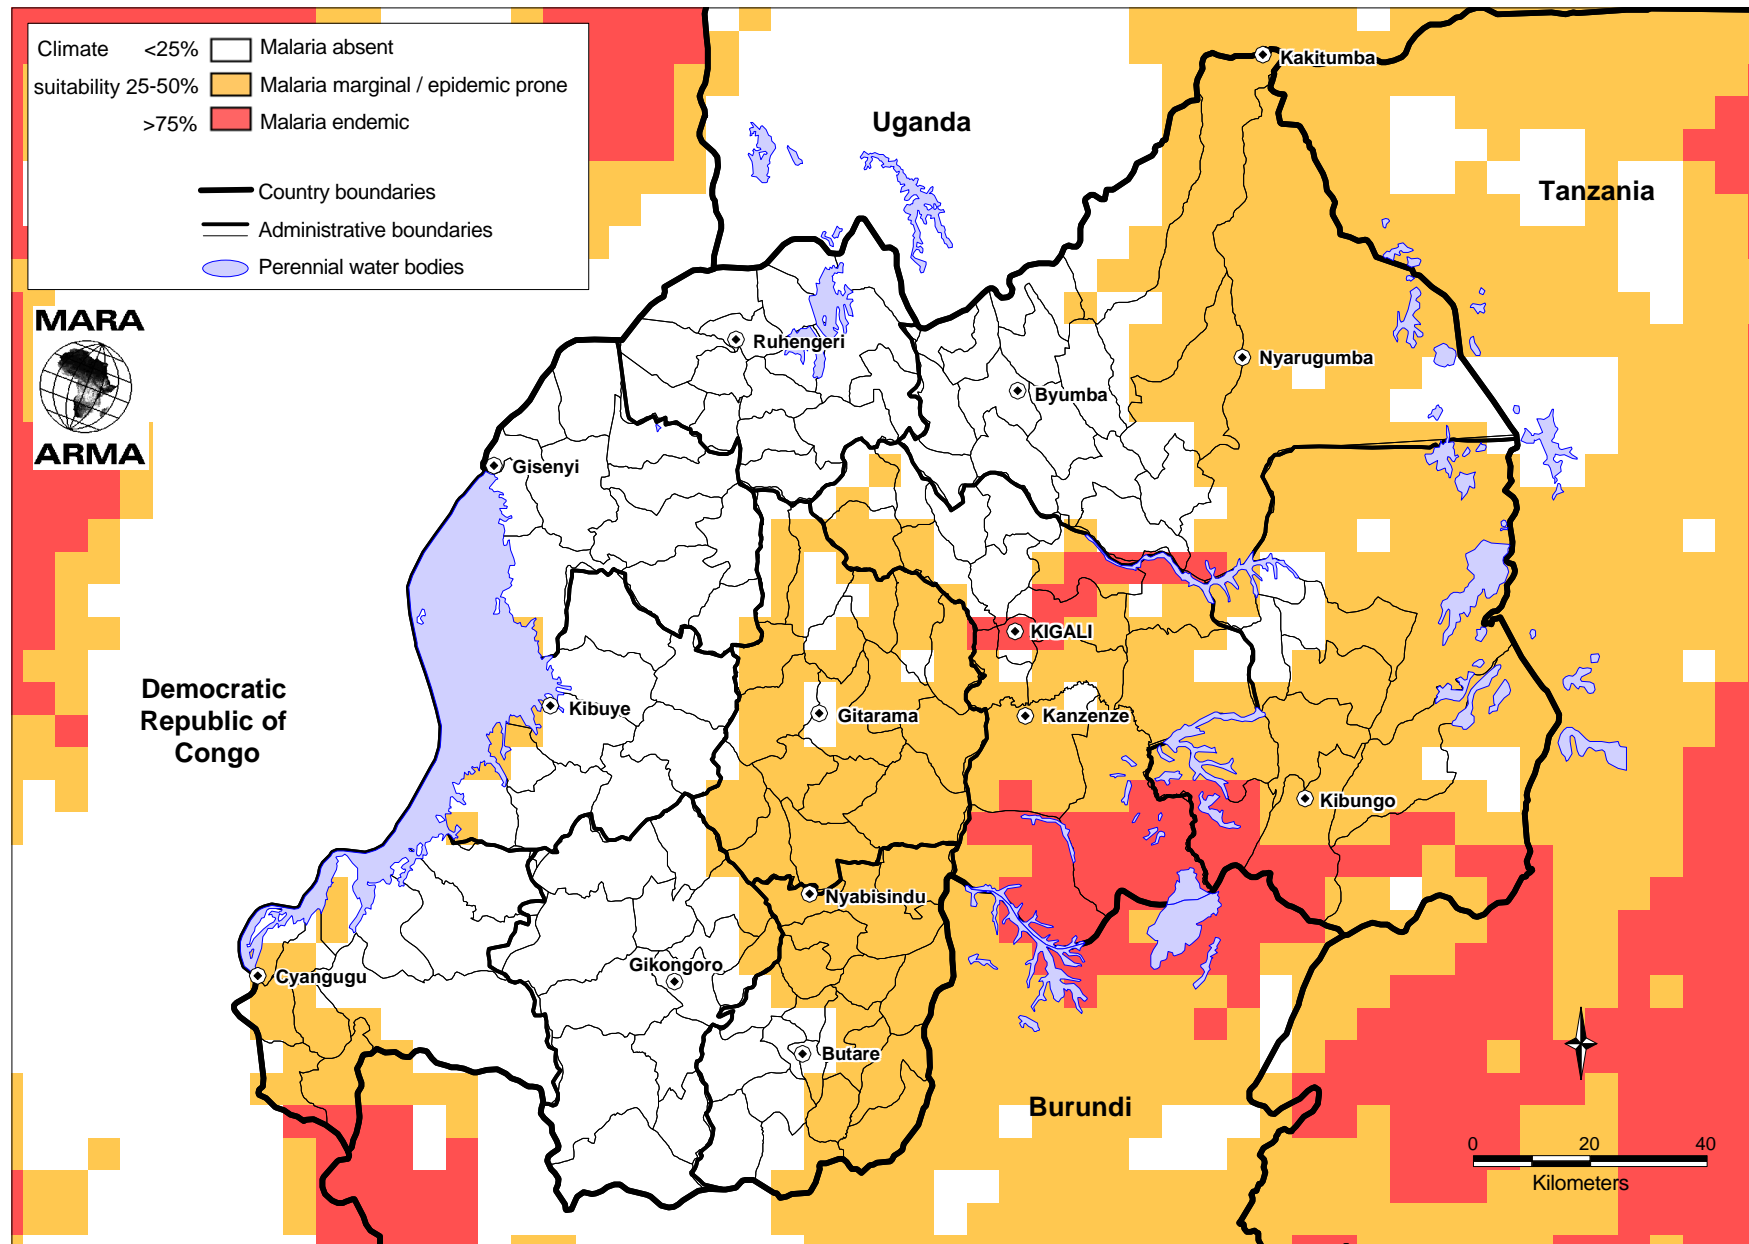 Climate <25% Malaria absent
suitability 25-50% Malaria marginal / epidemic prone
>75% Malaria endemic
Country boundaries
Administrative boundaries
Perennial water bodies
MARA
ARMA
Kakitumba
Uganda
Tanzania
Ruhengeri
Nyarugumba
Byumba
Gisenyi
KIGALI
Democratic
Republic of
Congo
Kibuye
Gitarama
Kanzenze
Kibungo
Nyabisindu
Gikongoro
Cyangugu
Butare
Burundi
0 20 40
Kilometers